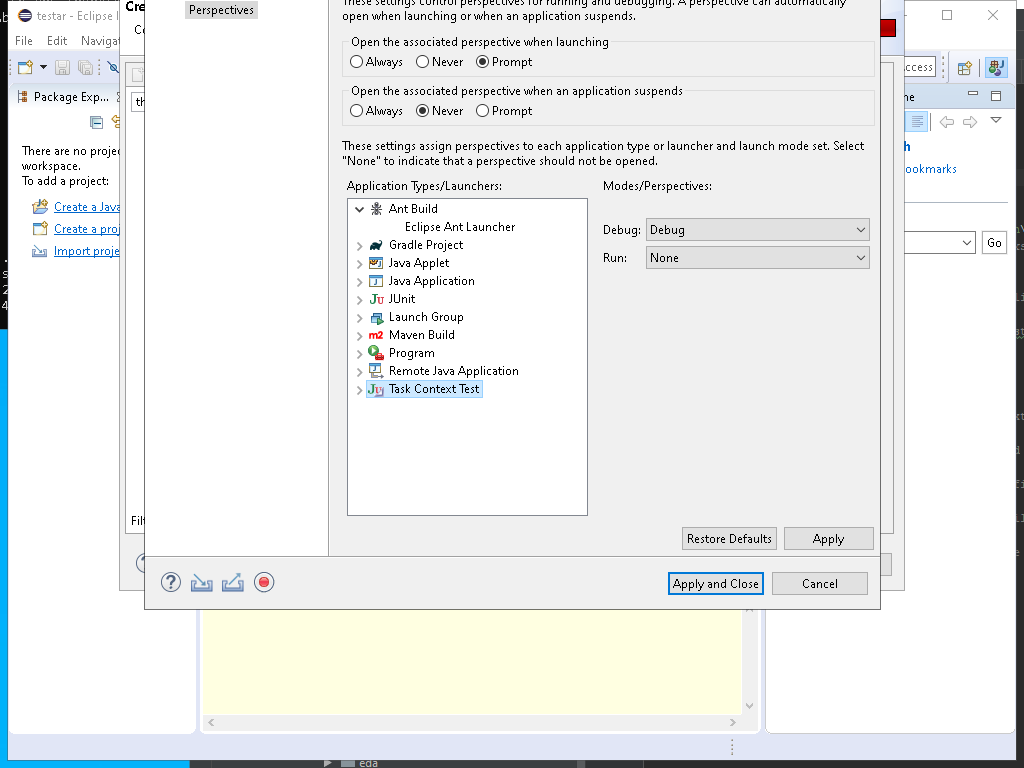 testar - Eclipse
Cre
Perspectives
These settings control perspectives for running and debugging. A perspective can automatically
open when launching or when an application suspends.
File Edit Navigat
Open the associated perspective when launching
Always Never Prompt
ccess
Package Exp...
Open the associated perspective when an application suspends
Always Never Prompt
There are no proje
workspace.
To add a project:
These settings assign perspectives to each application type or launcher and launch mode set. Select
"None" to indicate that a perspective should not be opened.
ookmarks
Create a Java
Create a proj
Import proje
Application Types/Launchers:
Modes/Perspectives:
Ant Build
Eclipse Ant Launcher
Gradle Project
Java Applet
Java Application
JUnit
Launch Group
Maven Build
Program
Remote Java Application
Task Context Test
Debug: Debug
Run: None
Go
Filt
Restore Defaults Apply
Apply and Close Cancel
eda